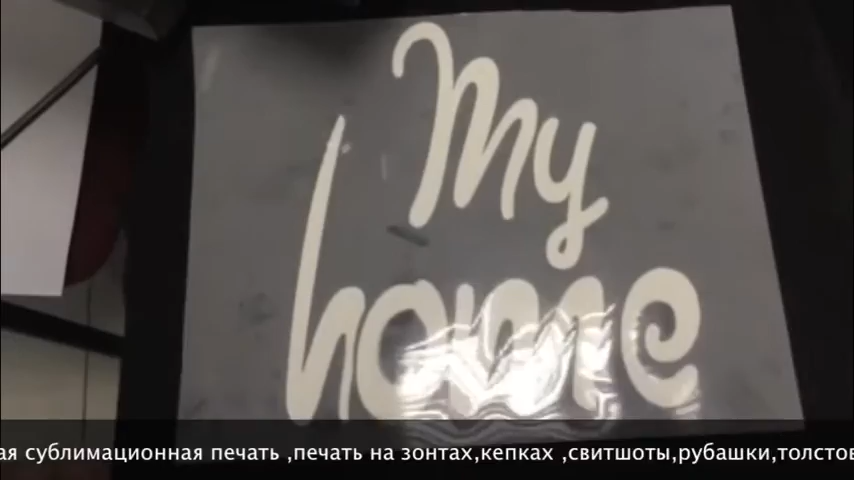 My
home
ая сублимационная печать ,печать на зонтах,кепках ,свитшоты,рубашки,толстов